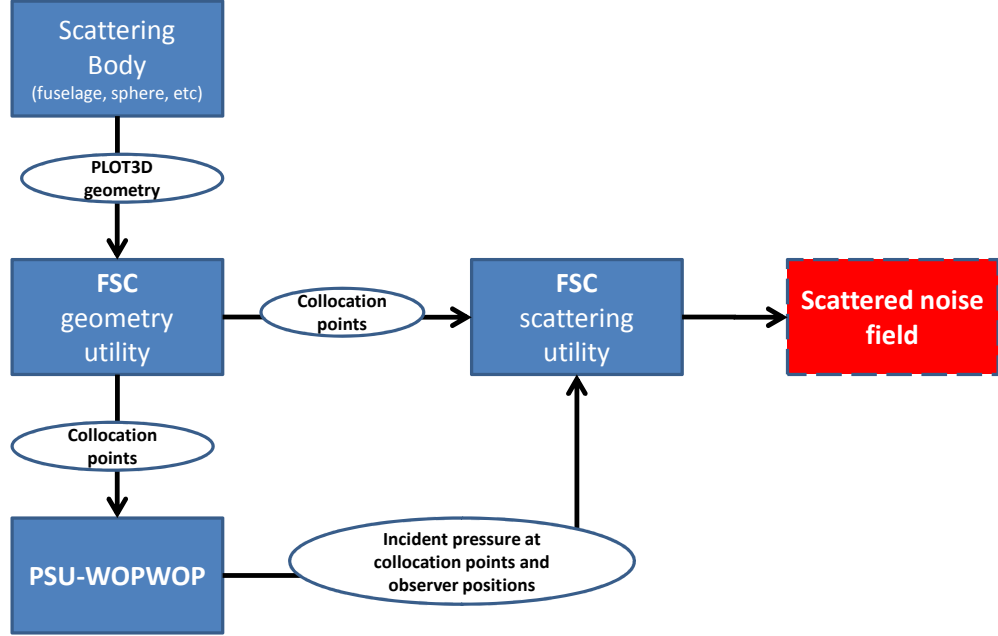 Scattering
Body
(fuselage, sphere, etc)
PLOT3D
geometry
FSC
geometry
utility
Collocation
points
FSC
scattering
utility
Scattered noise
field
Collocation
points
PSU-WOPWOP
Incident pressure at
collocation points and
observer positions